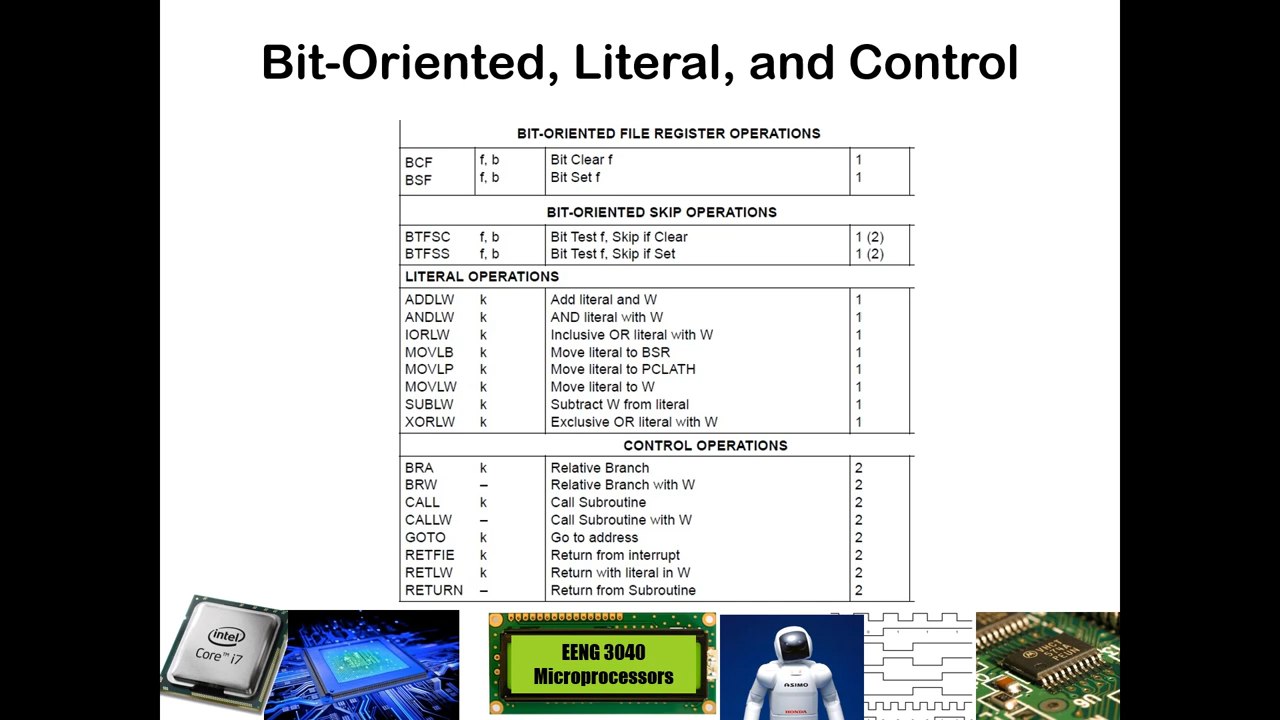 Bit-Oriented, Literal, and Control
BIT-ORIENTED FILE REGISTER OPERATIONS
BCF f, b Bit Clear f 1
BSF f, b Bit Set f 1
BIT-ORIENTED SKIP OPERATIONS
BTFSC f, b Bit Test f, Skip if Clear 1 (2)
BTFSS f, b Bit Test f, Skip if Set 1 (2)
LITERAL OPERATIONS
ADDLW k Add literal and W 1
ANDLW k AND literal with W 1
IORLW k Inclusive OR literal with W 1
MOVLB k Move literal to BSR 1
MOVLP k Move literal to PCLATH 1
MOVLW k Move literal to W 1
SUBLW k Subtract W from literal 1
XORLW k Exclusive OR literal with W 1
CONTROL OPERATIONS
BRA k Relative Branch 2
BRW – Relative Branch with W 2
CALL k Call Subroutine 2
CALLW – Call Subroutine with W 2
GOTO k Go to address 2
RETFIE k Return from interrupt 2
RETLW k Return with literal in W 2
RETURN – Return from Subroutine 2
intel
Core™ i7
EENG 3040
Microprocessors
ASIMO
HONDA